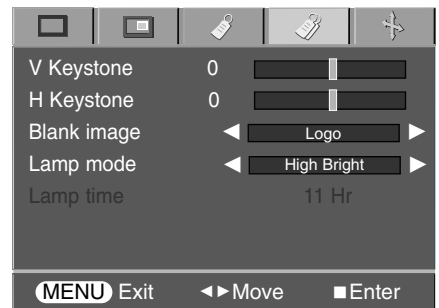 V Keystone 0
H Keystone 0
Blank image Logo
Lamp mode High Bright
Lamp time 11 Hr
MENU Exit Move Enter